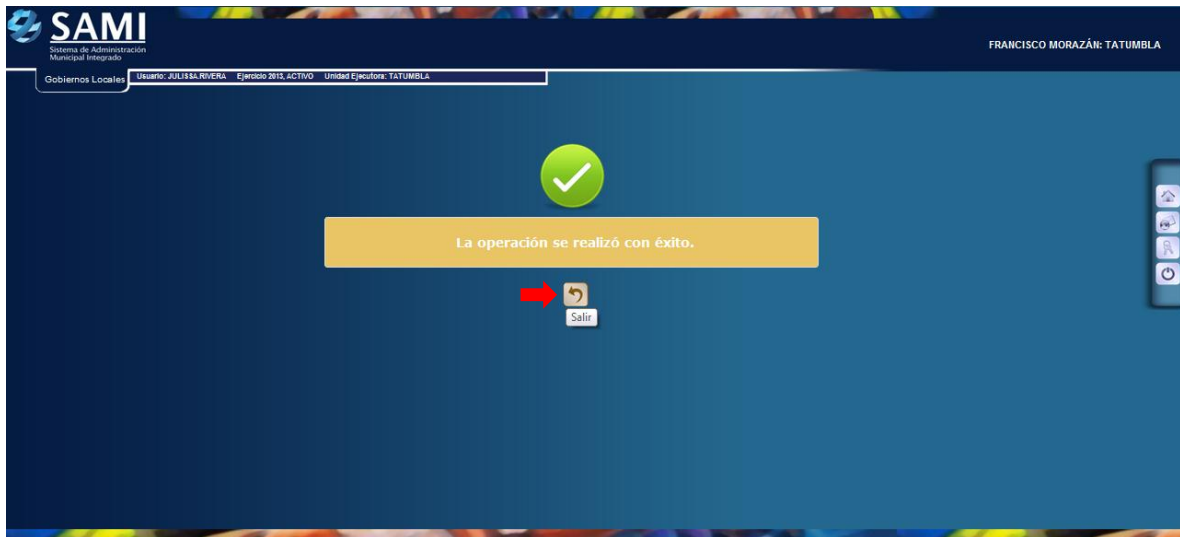 SAMI
Sistema de Administración
Municipal Integrado
FRANCISCO MORAZÁN: TATUMBLA
Gobiernos Locales
Usuario: JULISSA.RIVERA Ejercicio 2013, ACTIVO Unidad Ejecutora: TATUMBLA
La operación se realizó con éxito.
Salir